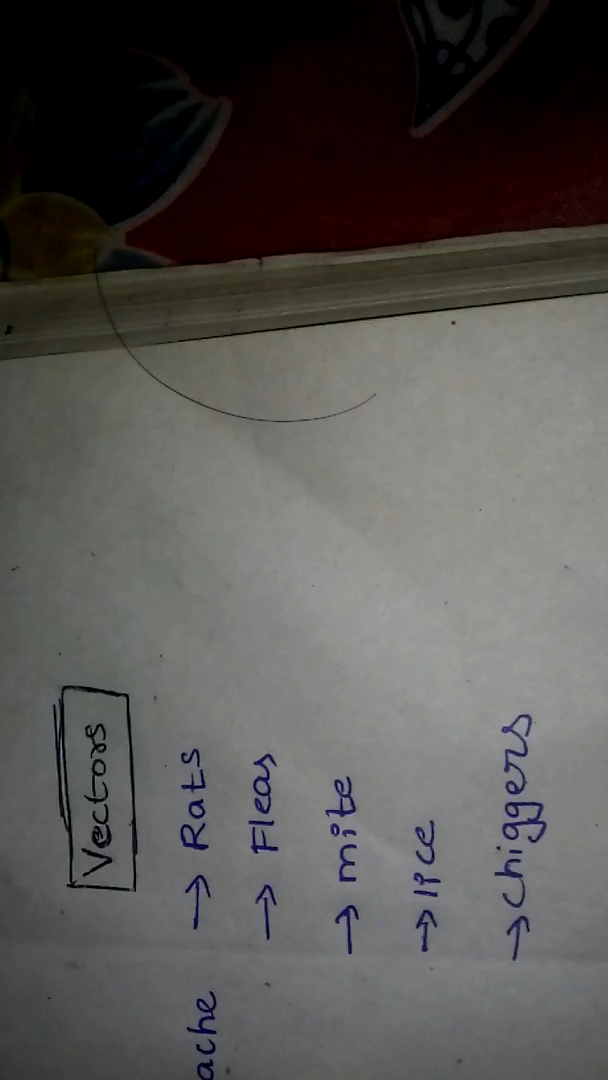 Vectors
→ Rats
→ Fleas
→ mite
→ lice
→ chiggers
ache